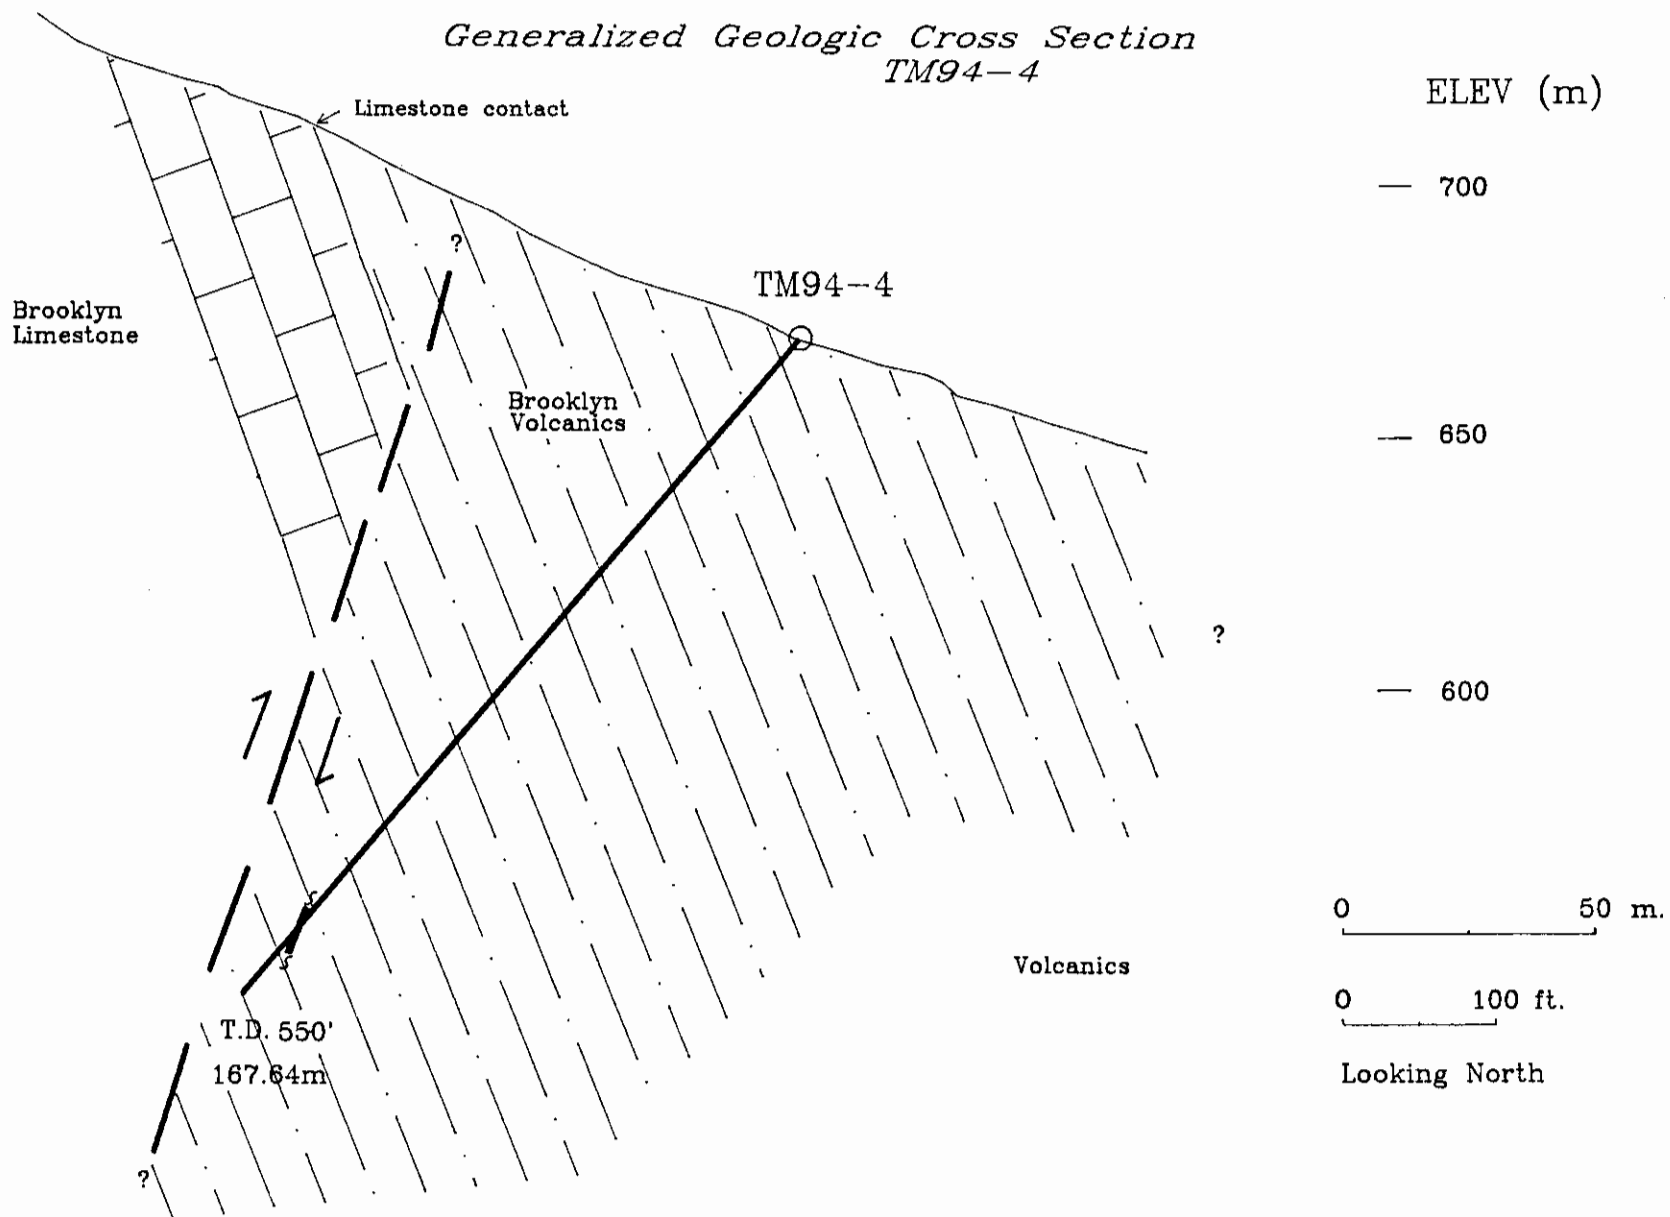 Generalized Geologic Cross Section
TM94-4
ELEV (m)
Limestone contact
700
?
TM94-4
Brooklyn
Limestone
Brooklyn
Volcanics
650
?
600
0 50 m.
Volcanics
0 100 ft.
T.D. 550'
167.64m
Looking North
?